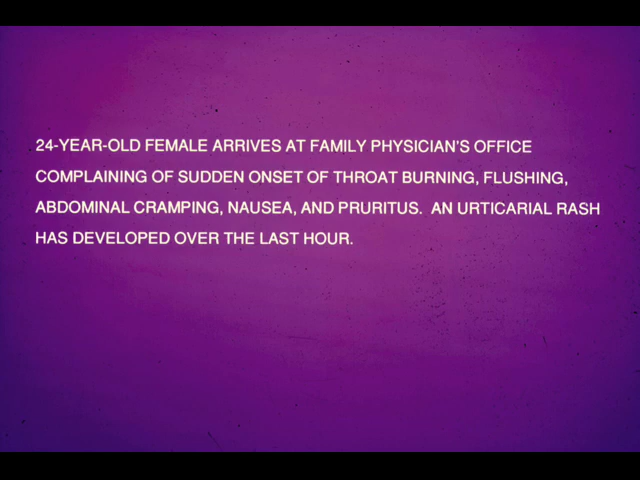 24-YEAR-OLD FEMALE ARRIVES AT FAMILY PHYSICIAN'S OFFICE
COMPLAINING OF SUDDEN ONSET OF THROAT BURNING, FLUSHING,
ABDOMINAL CRAMPING, NAUSEA, AND PRURITUS.  AN URTICARIAL RASH
HAS DEVELOPED OVER THE LAST HOUR.